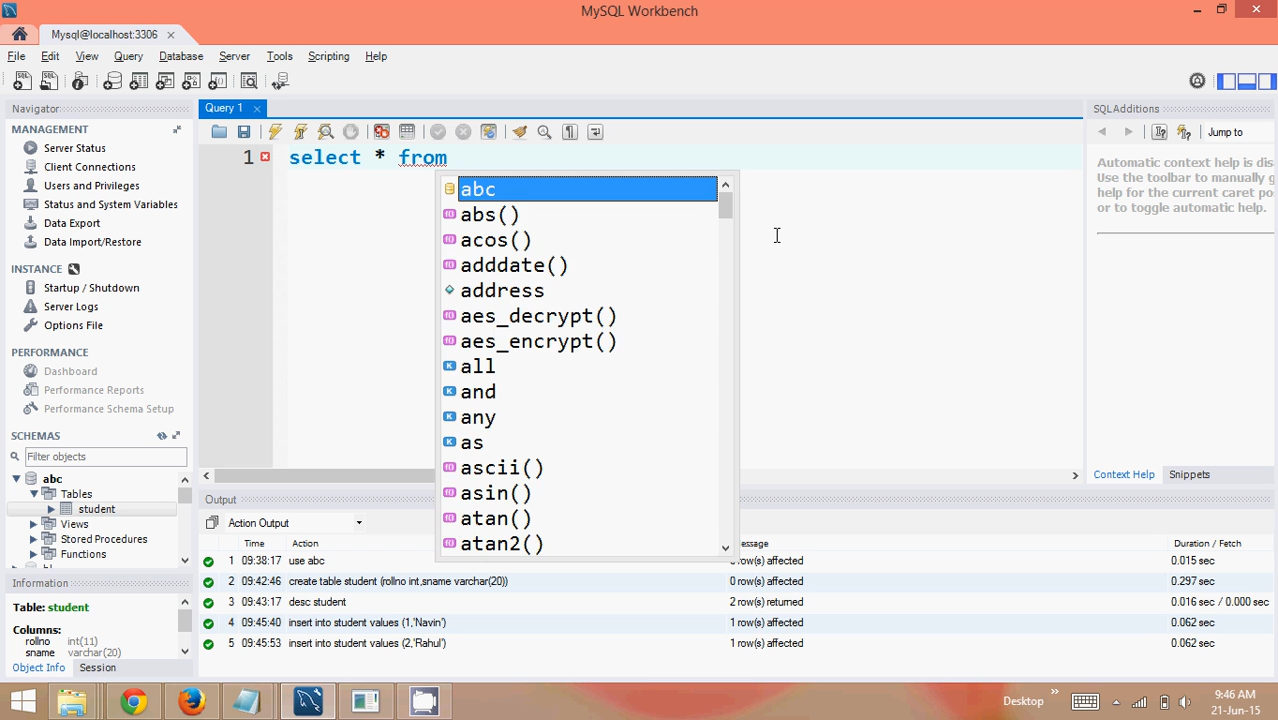 MySQL Workbench
Mysql@localhost:3306
File Edit View Query Database Server Tools Scripting Help
Navigator
MANAGEMENT
Server Status
Client Connections
Users and Privileges
Status and System Variables
Data Export
Data Import/Restore
INSTANCE
Startup / Shutdown
Server Logs
Options File
PERFORMANCE
Dashboard
Performance Reports
Performance Schema Setup
SCHEMAS
Filter objects
abc
Tables
student
Views
Stored Procedures
Functions
Information
Table: student
Columns:
rollno int(11)
sname varchar(20)
Object Info Session
Query 1
1 select * from
abc
abs()
acos()
adddate()
address
aes_decrypt()
aes_encrypt()
all
and
any
as
ascii()
asin()
atan()
atan2()
SQLAdditions
Jump to
Automatic context help is dis
Use the toolbar to manually g
help for the current caret po
or to toggle automatic help.
Context Help Snippets
Output
Action Output
Time Action essage Duration / Fetch
1 09:38:17 use abc row(s) affected 0.015 sec
2 09:42:46 create table student (rollno int,sname varchar(20)) 0 row(s) affected 0.297 sec
3 09:43:17 desc student 2 row(s) returned 0.016 sec / 0.000 sec
4 09:45:40 insert into student values (1,'Navin') 1 row(s) affected 0.062 sec
5 09:45:53 insert into student values (2,'Rahul') 1 row(s) affected 0.062 sec
Desktop
9:46 AM
21-Jun-15